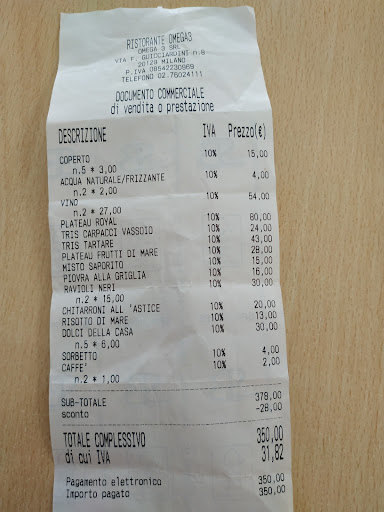 RISTORANTE OMEGA3
OMEGA 3 SRL
VIA F. GUICCIARDINI n.8
20129 MILANO
P.IVA 08542230969
TELEFONO 02.76024111
DOCUMENTO COMMERCIALE
di vendita o prestazione
DESCRIZIONE IVA Prezzo(€)
COPERTO 10% 15,00
n.5 * 3,00
ACQUA NATURALE/FRIZZANTE 10% 4,00
n.2 * 2,00
VINO 10% 54,00
n.2 * 27,00
PLATEAU ROYAL 10% 80,00
TRIS CARPACCI VASSOIO 10% 24,00
TRIS TARTARE 10% 43,00
PLATEAU FRUTTI DI MARE 10% 28,00
MISTO SAPORITO 10% 15,00
PIOVRA ALLA GRIGLIA 10% 16,00
RAVIOLI NERI 10% 30,00
n.2 * 15,00
CHITARRONI ALL 'ASTICE 10% 20,00
RISOTTO DI MARE 10% 13,00
DOLCI DELLA CASA 10% 30,00
n.5 * 6,00
SORBETTO 10% 4,00
CAFFE' 10% 2,00
n.2 * 1,00
SUB-TOTALE 378,00
sconto -28,00
TOTALE COMPLESSIVO 350,00
di cui IVA 31,82
Pagamento elettronico 350,00
Importo pagato 350,00